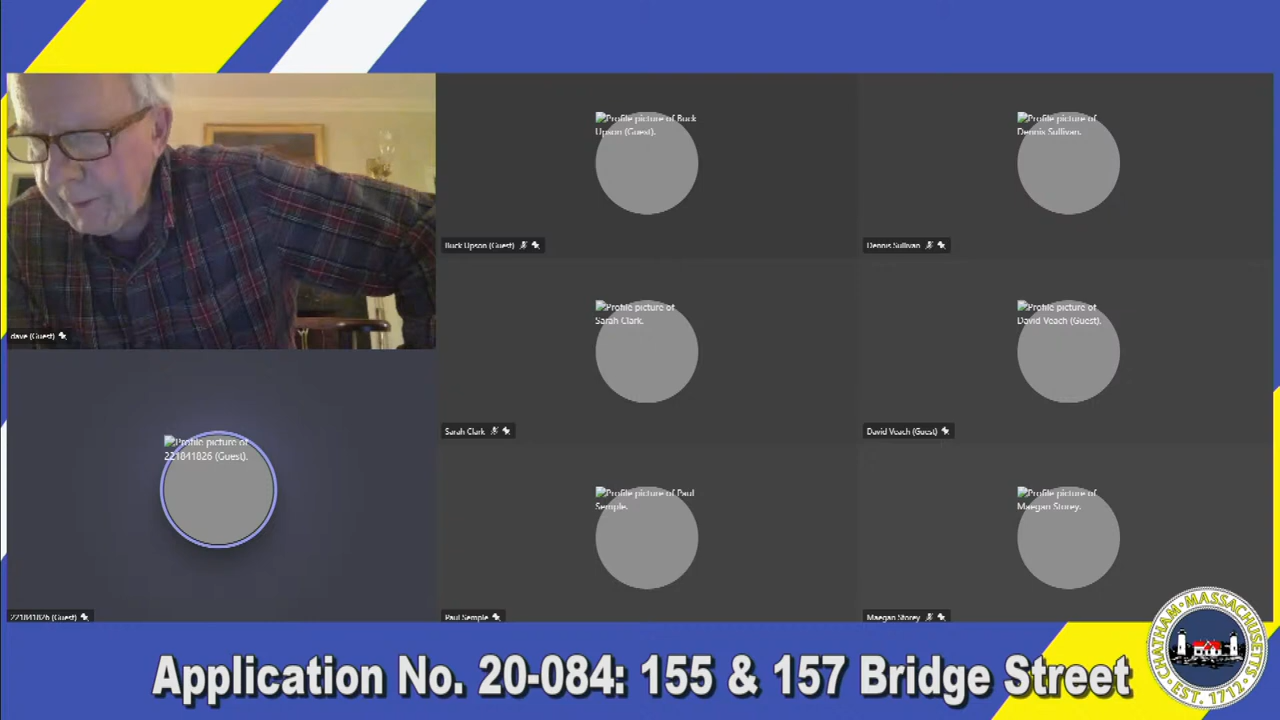 Profile picture of Buck
Upson (Guest).
Profile picture of
Dennis Sullivan.
Buck Upson (Guest)
Dennis Sullivan
Profile picture of
Sarah Clark.
Profile picture of
David Veach (Guest).
dave (Guest)
Sarah Clark
David Veach (Guest)
Profile picture of
221841826 (Guest).
Profile picture of Paul
Semple.
Profile picture of
Maegan Storey.
221841826 (Guest)
Paul Semple
Maegan Storey
Application No. 20-084: 155 & 157 Bridge Street
CHATHAM • MASSACHUSETTS
EST. 1712